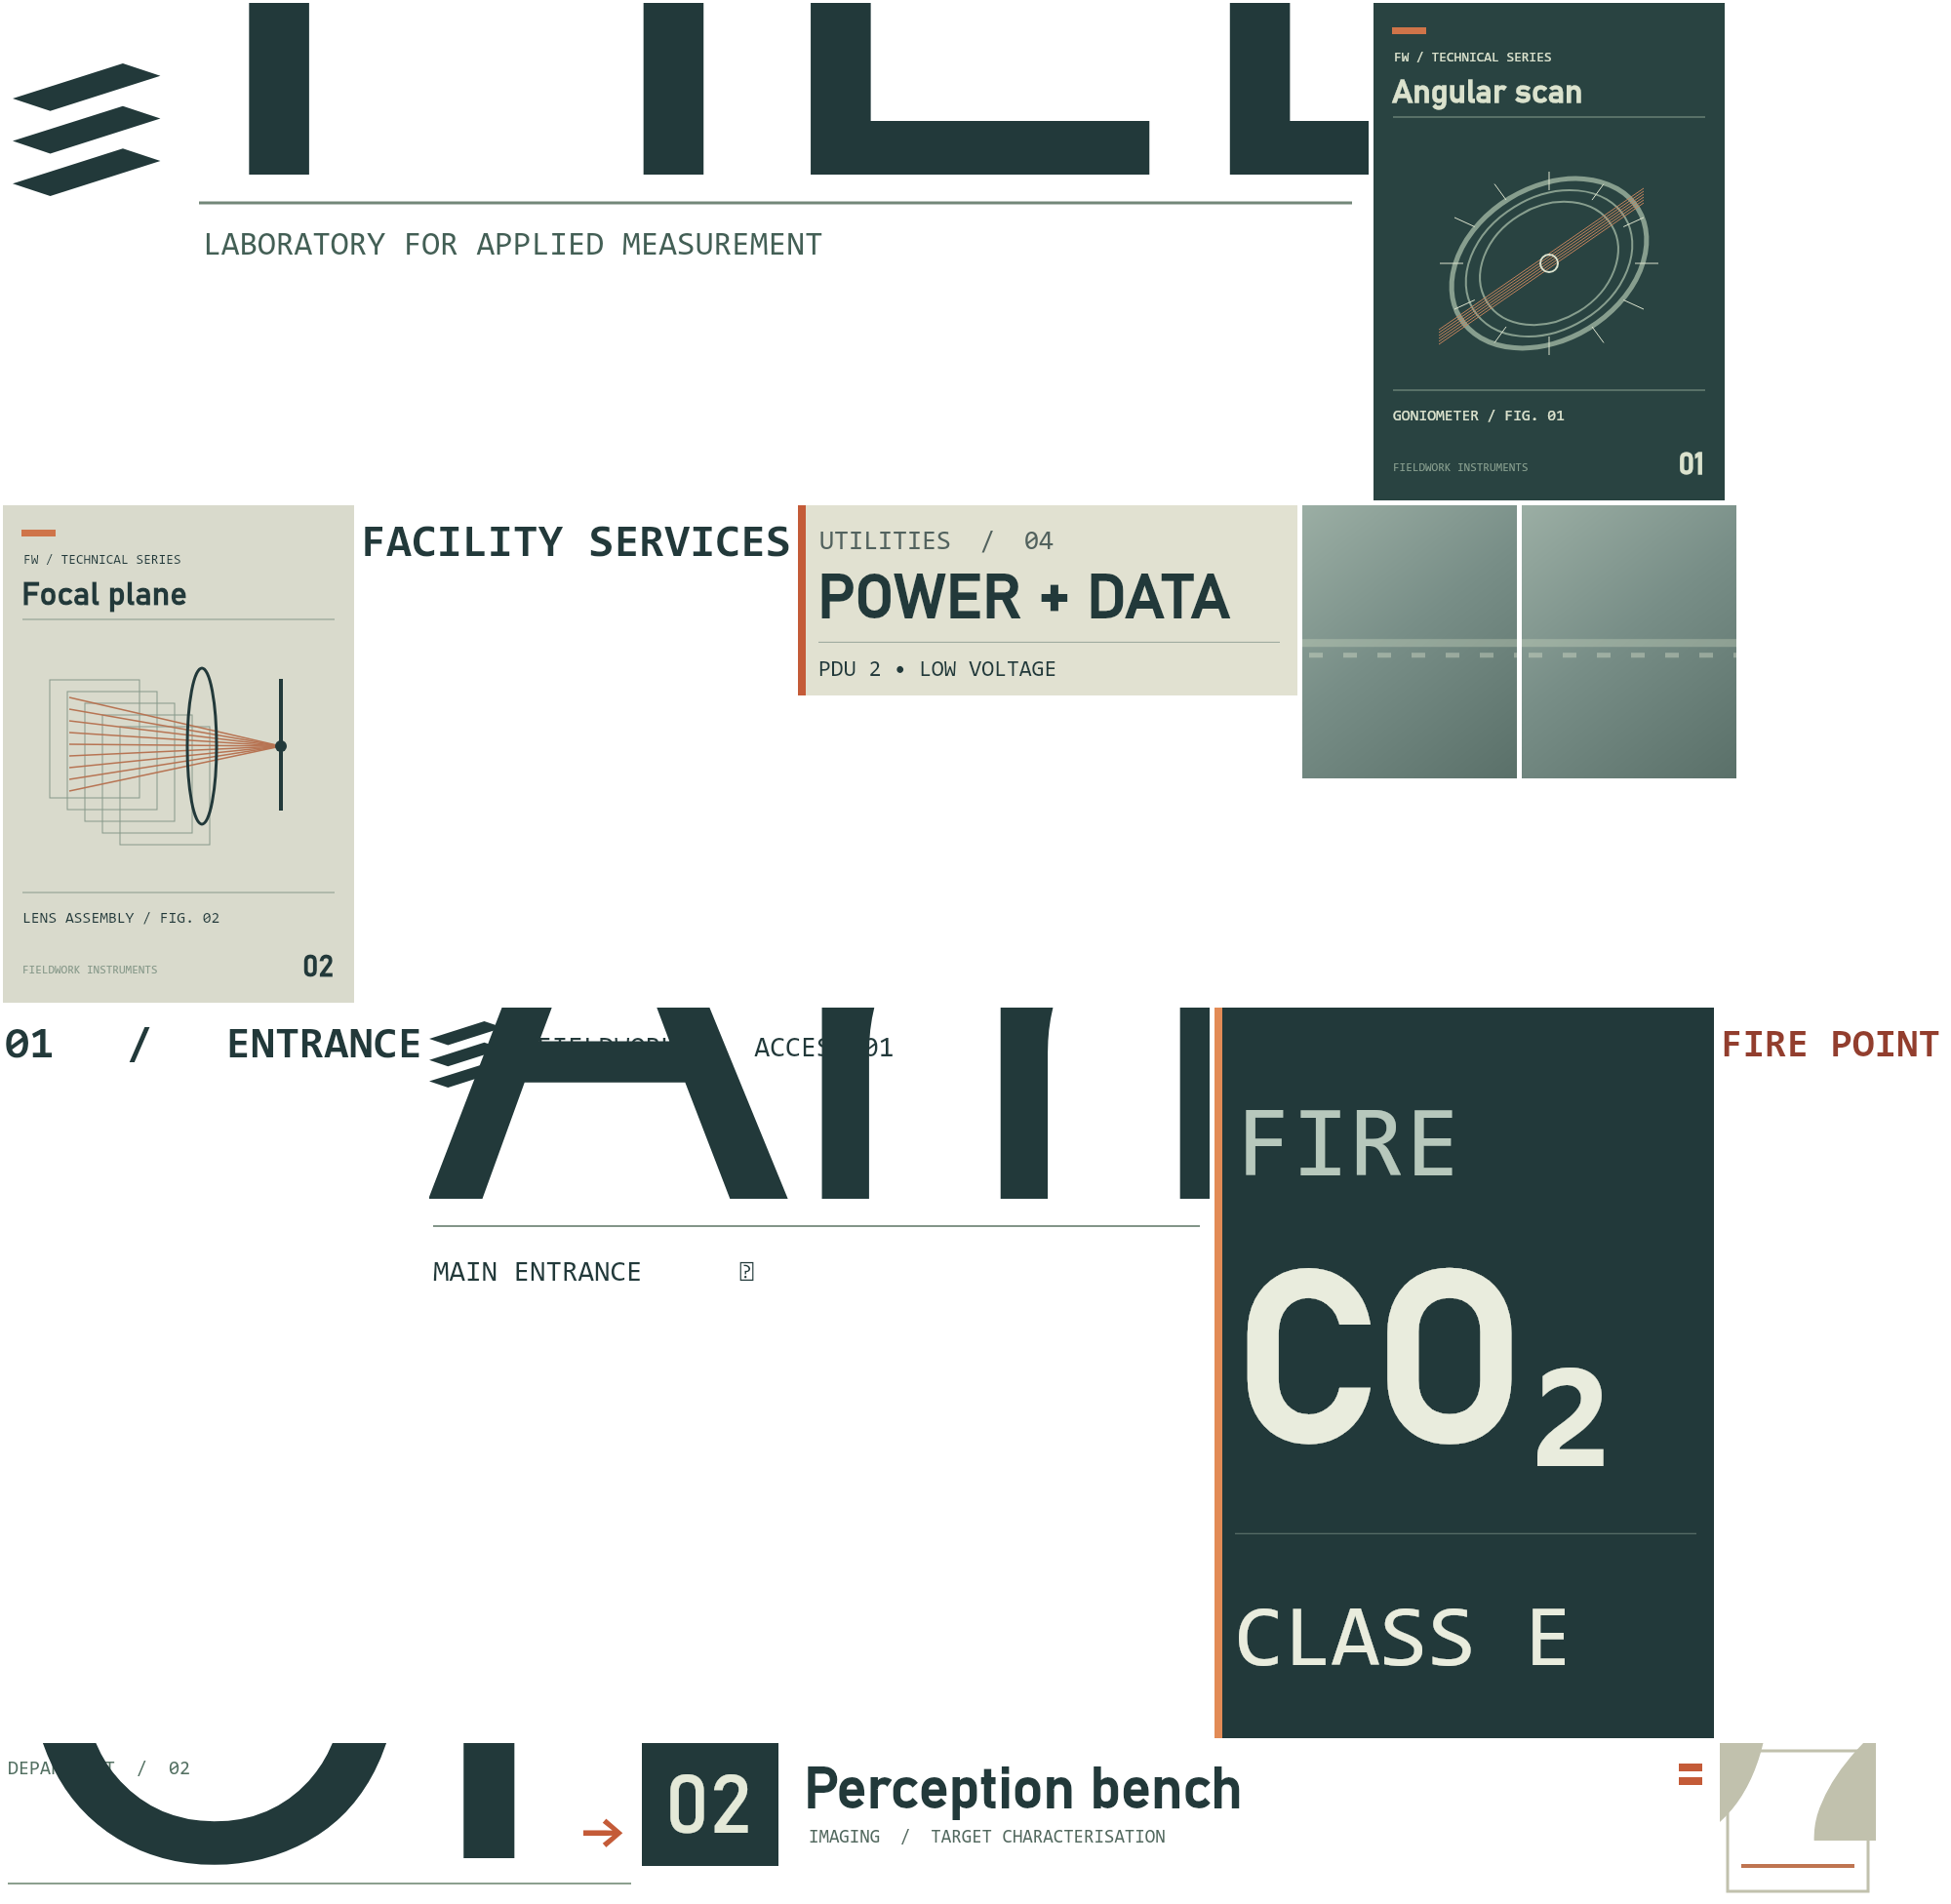 LABORATORY FOR APPLIED MEASUREMENT
FW / TECHNICAL SERIES
Angular scan
GONIOMETER / FIG. 01
FIELDWORK INSTRUMENTS
01
FW / TECHNICAL SERIES
Focal plane
LENS ASSEMBLY / FIG. 02
FIELDWORK INSTRUMENTS
02
FACILITY SERVICES
UTILITIES / 04
POWER + DATA
PDU 2 • LOW VOLTAGE
01 / ENTRANCE
01
MAIN ENTRANCE
FIRE
CO₂
CLASS E
FIRE POINT
/ 02
02
Perception bench
IMAGING / TARGET CHARACTERISATION